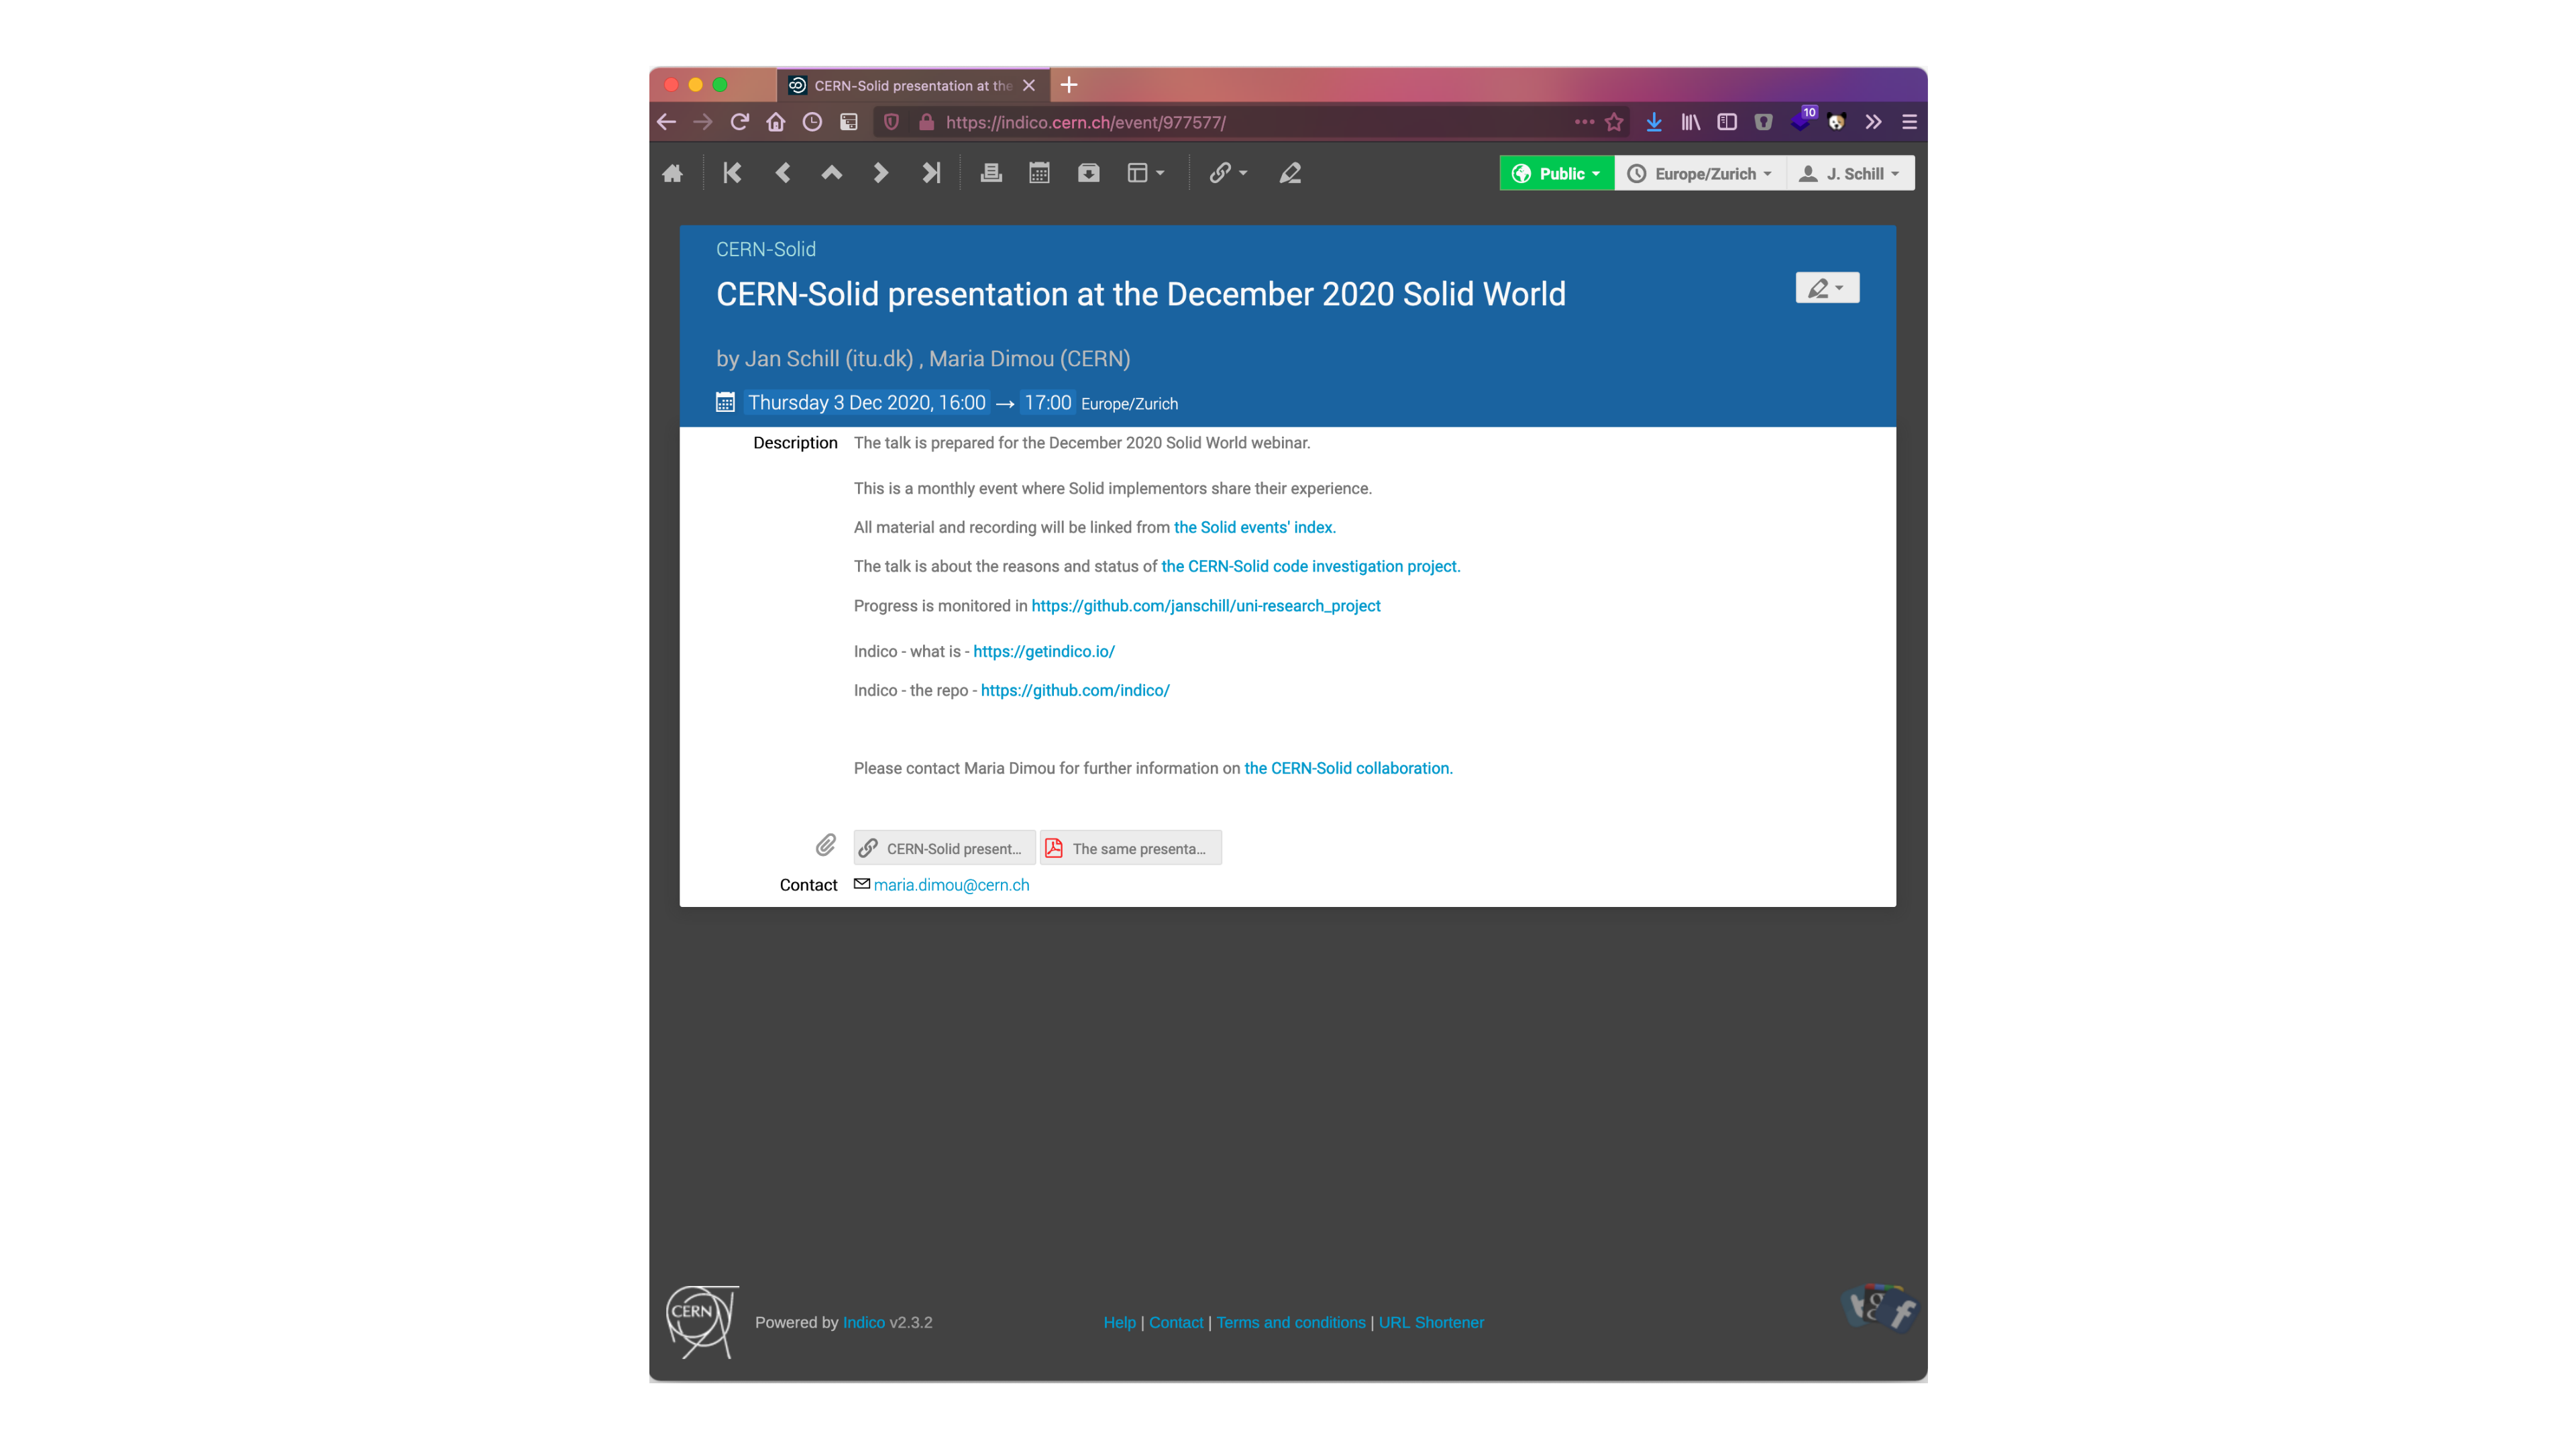 CERN-Solid presentation at the
https://indico.cern.ch/event/977577/
10
Public
Europe/Zurich
J. Schill
CERN-Solid
CERN-Solid presentation at the December 2020 Solid World
by Jan Schill (itu.dk) , Maria Dimou (CERN)
Thursday 3 Dec 2020, 16:00 → 17:00 Europe/Zurich
Description The talk is prepared for the December 2020 Solid World webinar.
This is a monthly event where Solid implementors share their experience.
All material and recording will be linked from the Solid events' index.
The talk is about the reasons and status of the CERN-Solid code investigation project.
Progress is monitored in https://github.com/janschill/uni-research_project
Indico - what is - https://getindico.io/
Indico - the repo - https://github.com/indico/
Please contact Maria Dimou for further information on the CERN-Solid collaboration.
CERN-Solid present... The same presenta...
Contact maria.dimou@cern.ch
CERN
Powered by Indico v2.3.2
Help | Contact | Terms and conditions | URL Shortener
g f